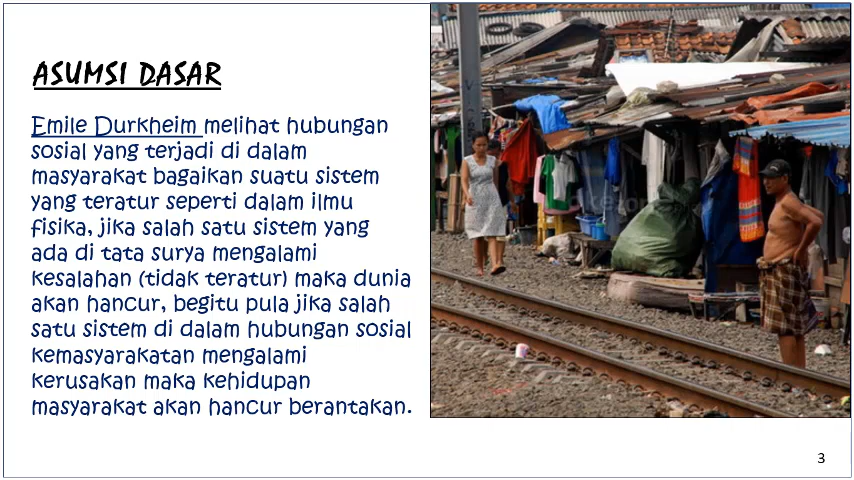 ASUMSI DASAR
Emile Durkheim melihat hubungan
sosial yang terjadi di dalam
masyarakat bagaikan suatu sistem
yang teratur seperti dalam ilmu
fisika, jika salah satu sistem yang
ada di tata surya mengalami
kesalahan (tidak teratur) maka dunia
akan hancur, begitu pula jika salah
satu sistem di dalam hubungan sosial
kemasyarakatan mengalami
kerusakan maka kehidupan
masyarakat akan hancur berantakan.
3